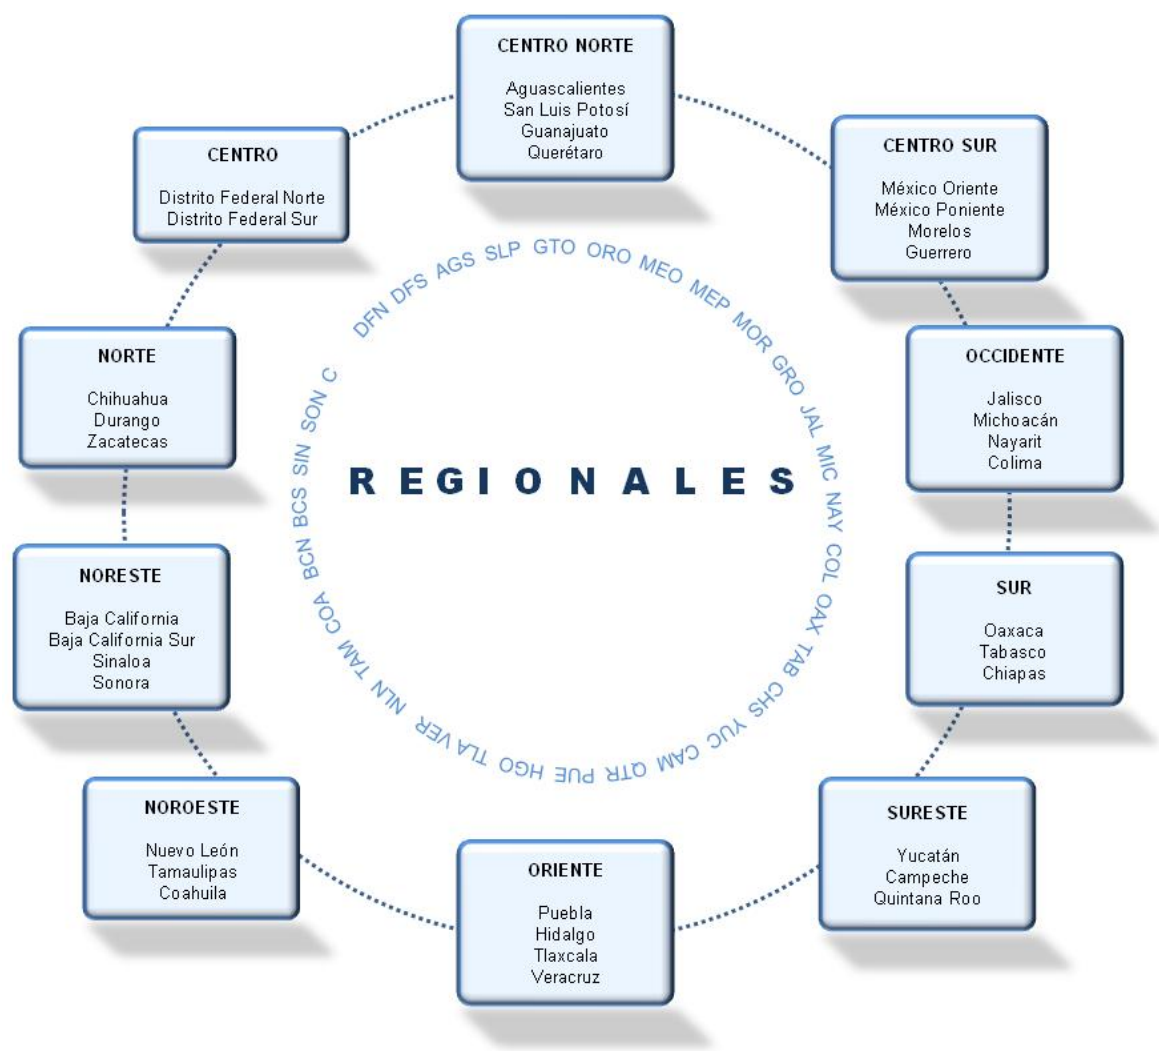 CENTRO NORTE
Aguascalientes
San Luis Potosí
Guanajuato
Querétaro
CENTRO SUR
México Oriente
México Poniente
Morelos
Guerrero
OCCIDENTE
Jalisco
Michoacán
Nayarit
Colima
SUR
Oaxaca
Tabasco
Chiapas
SURESTE
Yucatán
Campeche
Quintana Roo
ORIENTE
Puebla
Hidalgo
Tlaxcala
Veracruz
NOROESTE
Nuevo León
Tamaulipas
Coahuila
NORESTE
Baja California
Baja California Sur
Sinaloa
Sonora
NORTE
Chihuahua
Durango
Zacatecas
CENTRO
Distrito Federal Norte
Distrito Federal Sur
DFN DFS AGS SLP GTO QRO MEO MEP MOR GRO JAL MIC NAY COL OAX TAB CHS YUC CAM QTR PUE HGO TLA VER NLN TAM COA BCN BCS SIN SON C
REGIONALES